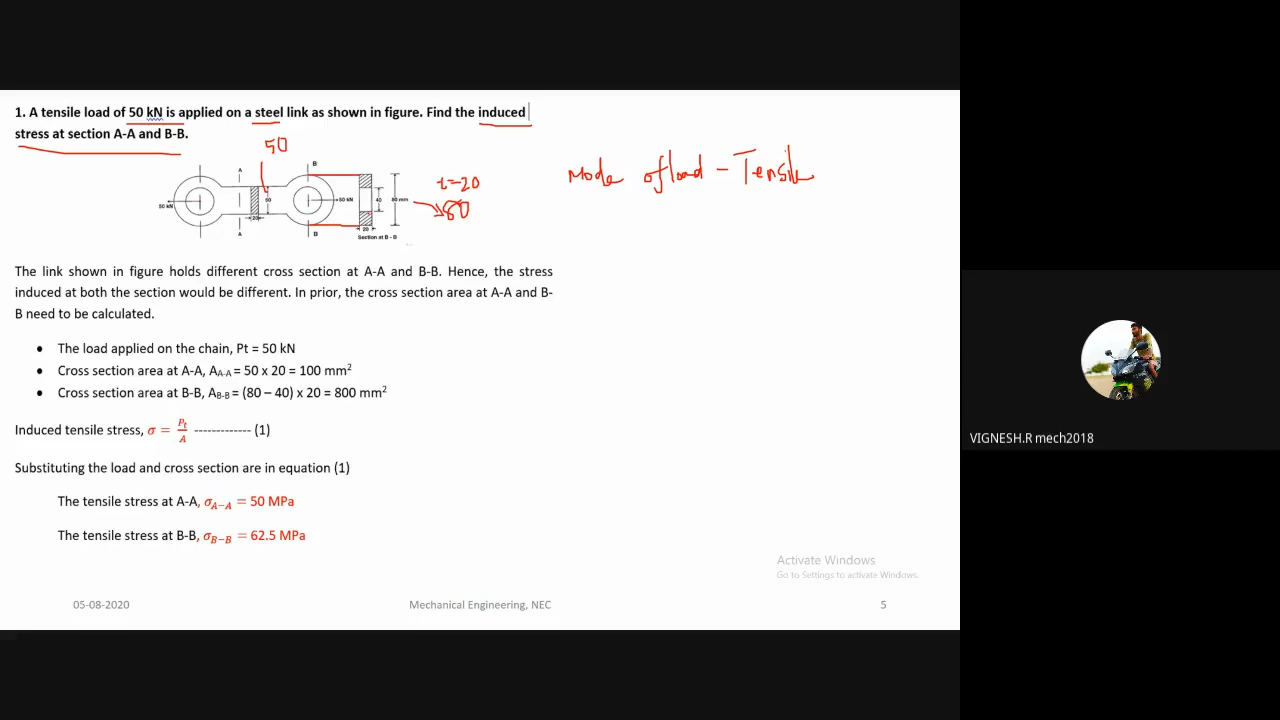 1. A tensile load of 50 kN is applied on a steel link as shown in figure. Find the induced
stress at section A-A and B-B.
50
Mode of load - Tensile
A
B
t=20
80
50 kN
50
50 kN
40
80 mm
20
20
A
B
Section at B - B
The link shown in figure holds different cross section at A-A and B-B. Hence, the stress
induced at both the section would be different. In prior, the cross section area at A-A and B-
B need to be calculated.
• The load applied on the chain, Pt = 50 kN
• Cross section area at A-A, A_A-A = 50 x 20 = 100 mm²
• Cross section area at B-B, A_B-B = (80 – 40) x 20 = 800 mm²
Induced tensile stress, σ = P_t/A ------------- (1)
Substituting the load and cross section are in equation (1)
The tensile stress at A-A, σ_A−A = 50 MPa
The tensile stress at B-B, σ_B−B = 62.5 MPa
Activate Windows
Go to Settings to activate Windows.
05-08-2020
Mechanical Engineering, NEC
5
VIGNESH.R mech2018